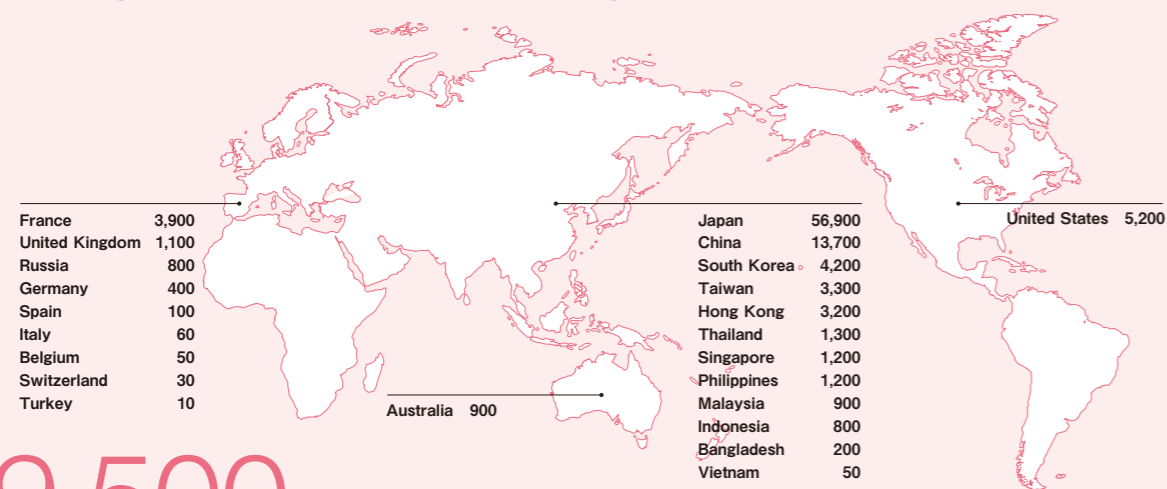 France 3,900
United Kingdom 1,100
Russia 800
Germany 400
Spain 100
Italy 60
Belgium 50
Switzerland 30
Turkey 10
Australia 900
Japan 56,900
China 13,700
South Korea 4,200
Taiwan 3,300
Hong Kong 3,200
Thailand 1,300
Singapore 1,200
Philippines 1,200
Malaysia 900
Indonesia 800
Bangladesh 200
Vietnam 50
United States 5,200